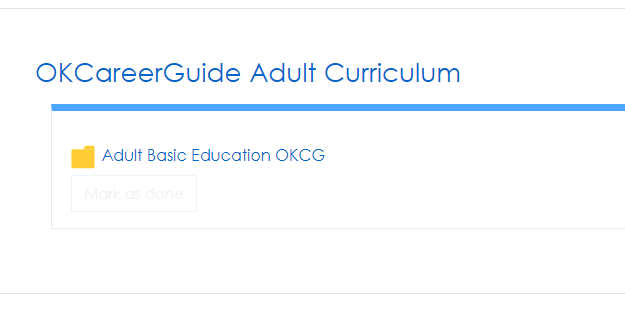 OKCareerGuide Adult Curriculum
Adult Basic Education OKCG
Mark as done